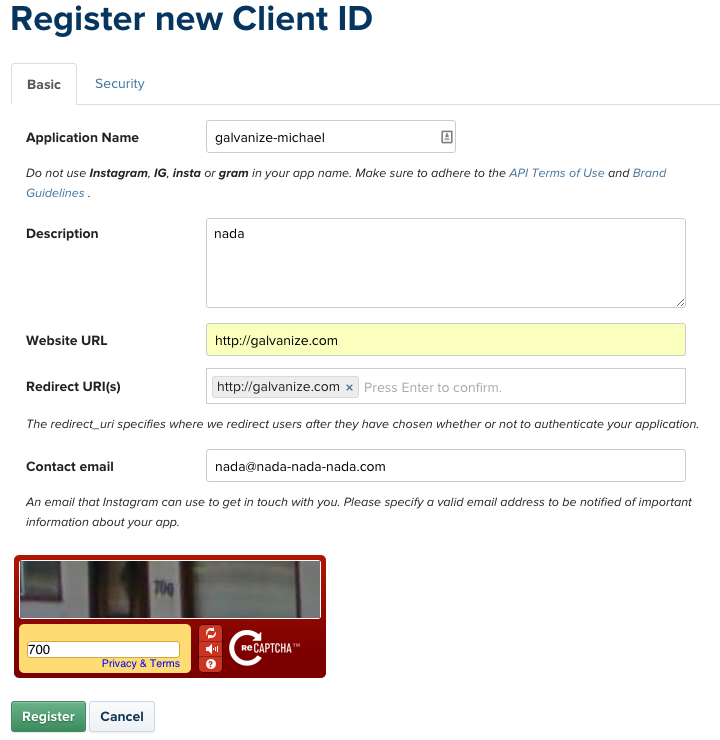 Register new Client ID
Basic Security
Application Name galvanize-michael
Do not use Instagram, IG, insta or gram in your app name. Make sure to adhere to the API Terms of Use and Brand
Guidelines .
Description nada
Website URL http://galvanize.com
Redirect URI(s) http://galvanize.com × Press Enter to confirm.
The redirect_uri specifies where we redirect users after they have chosen whether or not to authenticate your application.
Contact email nada@nada-nada-nada.com
An email that Instagram can use to get in touch with you. Please specify a valid email address to be notified of important
information about your app.
700
700
Privacy & Terms
reCAPTCHA™
Register Cancel